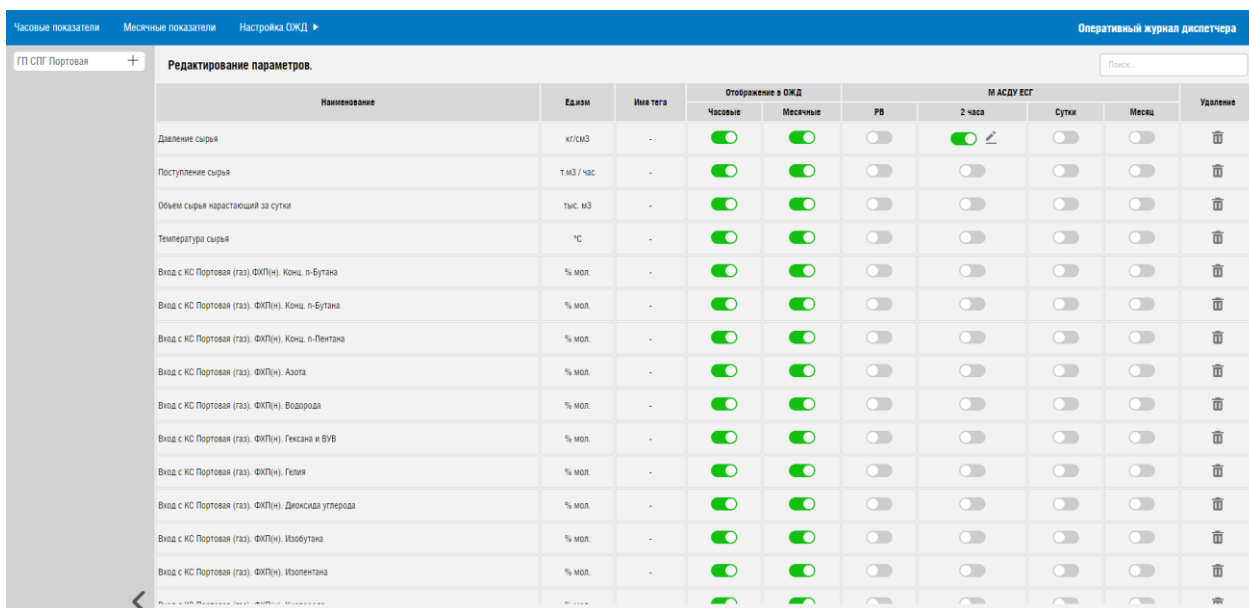 Часовые показатели Месячные показатели Настройка ОЖД ▶ Оперативный журнал диспетчера
ГП СПГ Портовая + Редактирование параметров. Поиск...
Наименование Ед.изм Имя тега Отображение в ОЖД М АСДУ ЕСГ Удаление
Часовые Месячные РВ 2 часа Сутки Месяц
Давление сырья кг/см3 -
Поступление сырья т.м3 / час -
Объем сырья нарастающий за сутки тыс. м3 -
Температура сырья °С -
Вход с КС Портовая (газ).ФХП(н). Конц. n-Бутана % мол. -
Вход с КС Портовая (газ). ФХП(н). Конц. n-Бутана % мол. -
Вход с КС Портовая (газ). ФХП(н). Конц. n-Пентана % мол. -
Вход с КС Портовая (газ). ФХП(н). Азота % мол. -
Вход с КС Портовая (газ). ФХП(н). Водорода % мол. -
Вход с КС Портовая (газ). ФХП(н). Гексана и ВУВ % мол. -
Вход с КС Портовая (газ). ФХП(н). Гелия % мол. -
Вход с КС Портовая (газ). ФХП(н). Диоксида углерода % мол. -
Вход с КС Портовая (газ). ФХП(н). Изобутана % мол. -
Вход с КС Портовая (газ). ФХП(н). Изопентана % мол. -